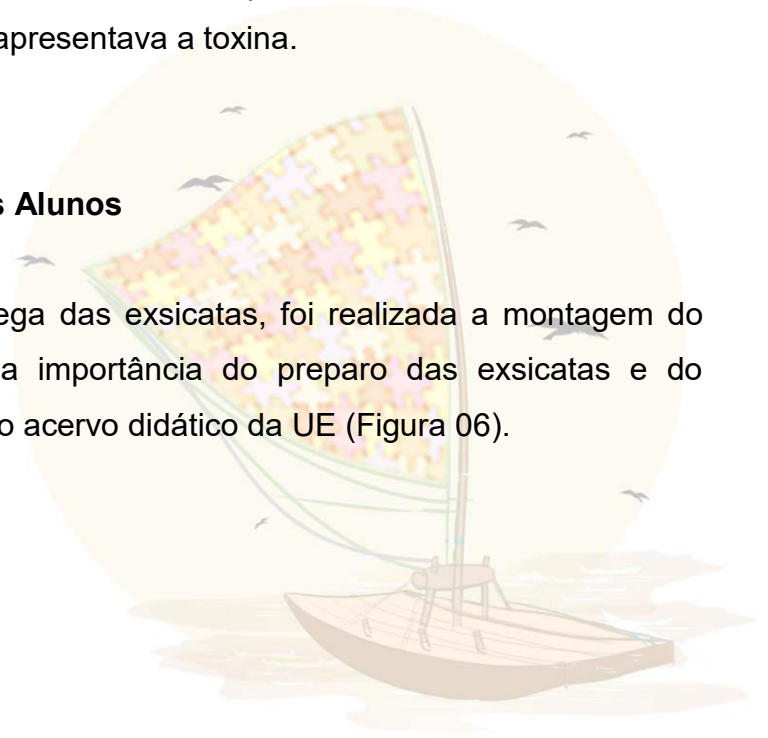 apresentava a toxina.
s Alunos
ega das exsicatas, foi realizada a montagem do
a importância do preparo das exsicatas e do
o acervo didático da UE (Figura 06).